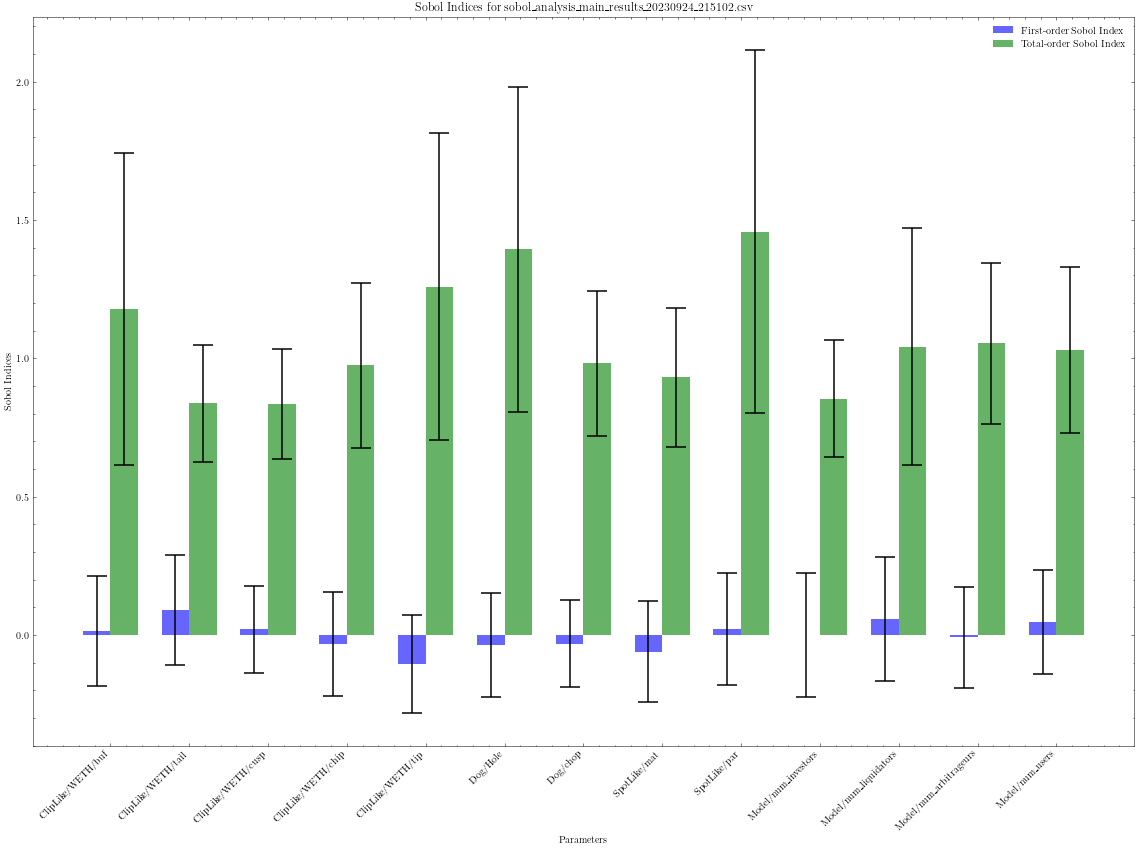 Sobol Indices for sobol_analysis_main_results_20230924_215102.csv
First-order Sobol Index
Total-order Sobol Index
2.0
1.5
1.0
0.5
0.0
Sobol Indices
ClipLike/WETH/buf
ClipLike/WETH/tail
ClipLike/WETH/cusp
ClipLike/WETH/chip
ClipLike/WETH/tip
Dog/Hole
Dog/chop
SpotLike/mat
SpotLike/par
Model/num_investors
Model/num_liquidators
Model/num_arbitrageurs
Model/num_users
Parameters